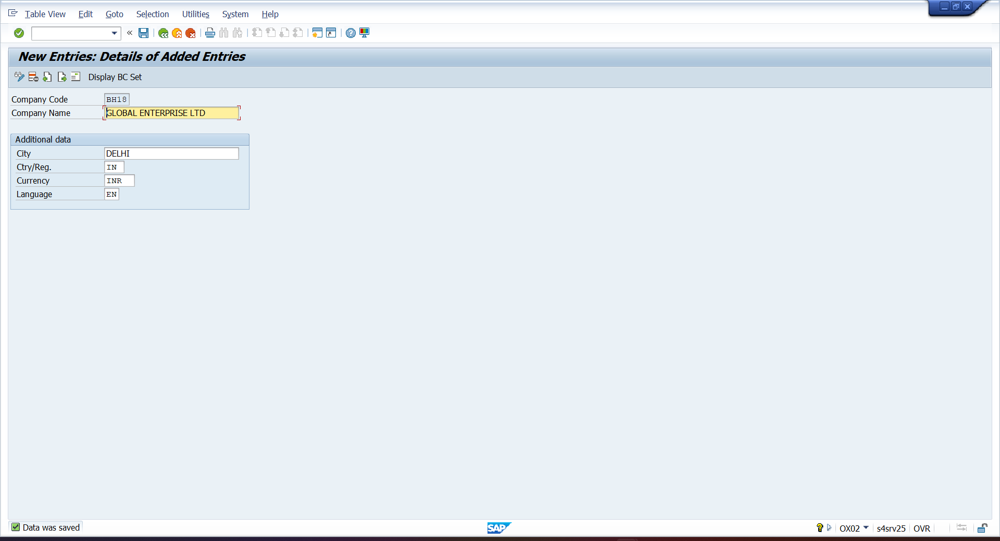 Table View Edit Goto Selection Utilities System Help
«
New Entries: Details of Added Entries
Display BC Set
Company Code BH18
Company Name GLOBAL ENTERPRISE LTD
Additional data
City DELHI
Ctry/Reg. IN
Currency INR
Language EN
Data was saved
SAP
OX02 s4srv25 OVR